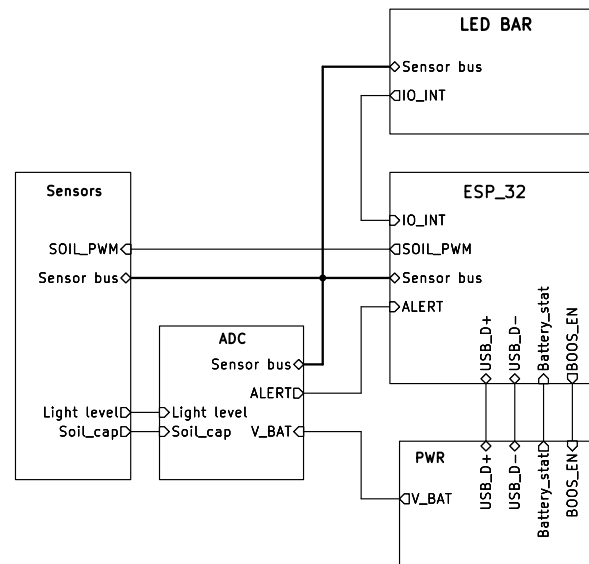 LED BAR
Sensor bus
IO_INT
Sensors
SOIL_PWM
Sensor bus
Light level
Soil_cap
ESP_32
IO_INT
SOIL_PWM
Sensor bus
ALERT
USB_D+
USB_D-
Battery_stat
BOOS_EN
ADC
Sensor bus
ALERT
Light level
Soil_cap
V_BAT
PWR
USB_D+
USB_D-
Battery_stat
BOOS_EN
V_BAT